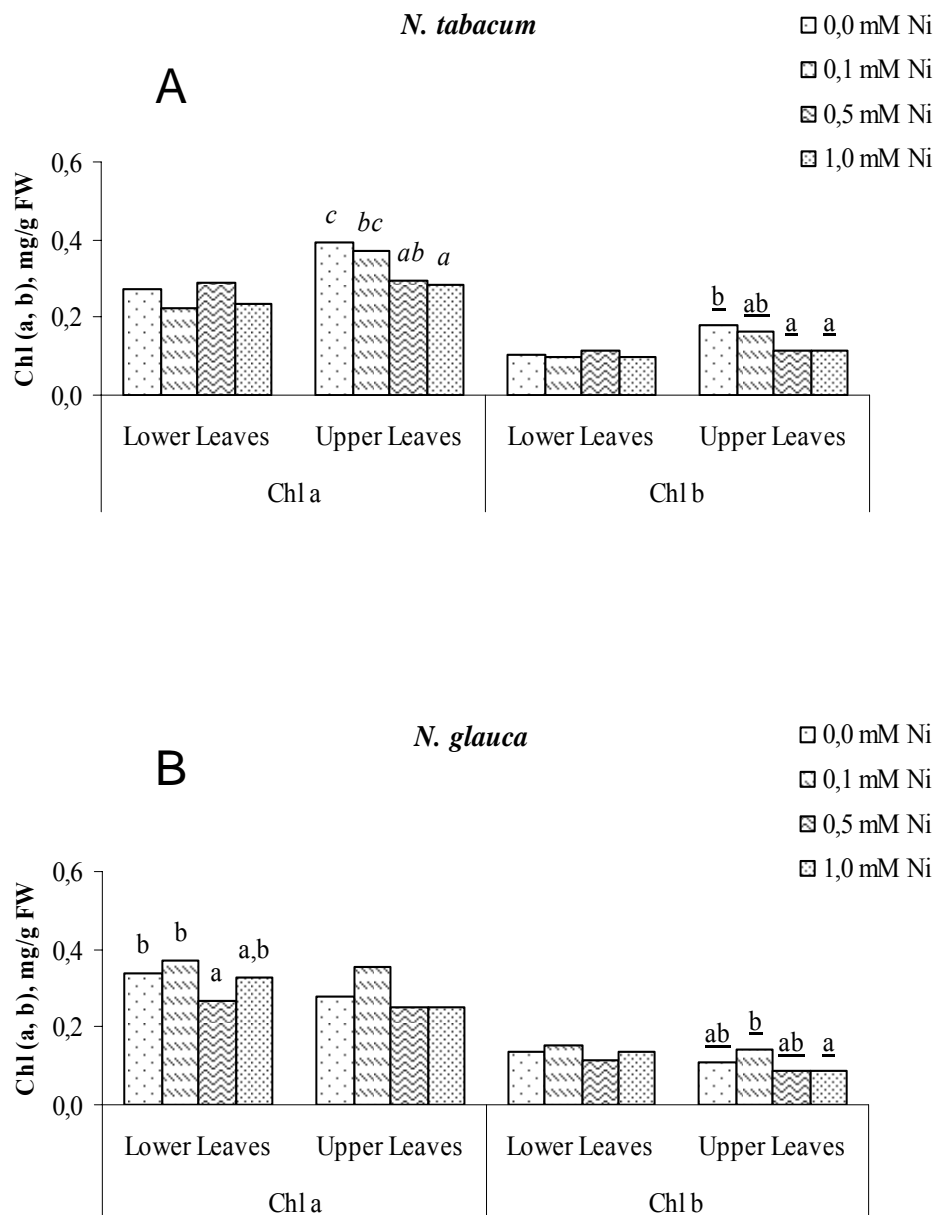 N. tabacum
0,0 mM Ni
0,1 mM Ni
0,5 mM Ni
1,0 mM Ni
A
Chl (a, b), mg/g FW
0,6
0,4
0,2
0,0
c bc ab a
b ab a a
Lower Leaves Upper Leaves Lower Leaves Upper Leaves
Chl a Chl b
N. glauca
0,0 mM Ni
0,1 mM Ni
0,5 mM Ni
1,0 mM Ni
B
Chl (a, b), mg/g FW
0,6
0,4
0,2
0,0
b b a a,b
ab b ab a
Lower Leaves Upper Leaves Lower Leaves Upper Leaves
Chl a Chl b